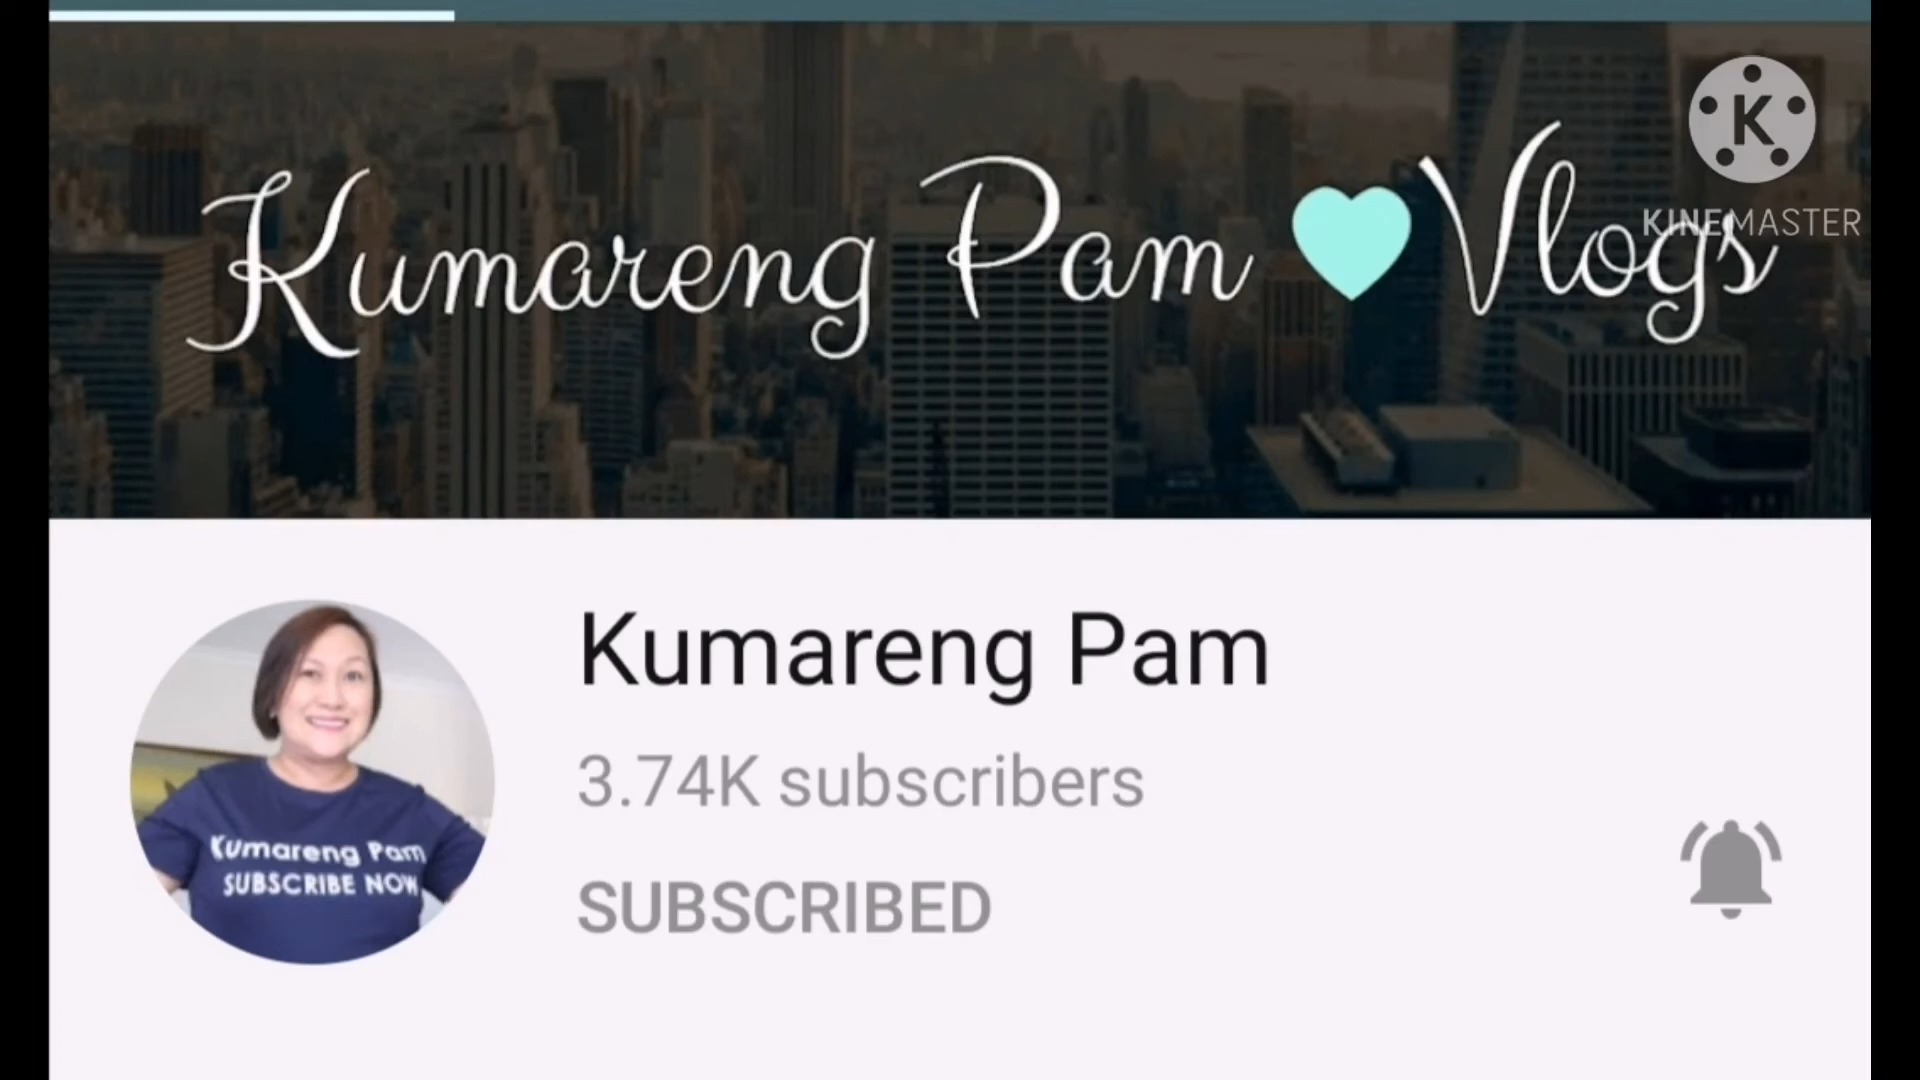 Kumareng Pam Vlogs
K
KINEMASTER
Kumareng Pam
3.74K subscribers
SUBSCRIBED
Kumareng Pam
SUBSCRIBE NOW